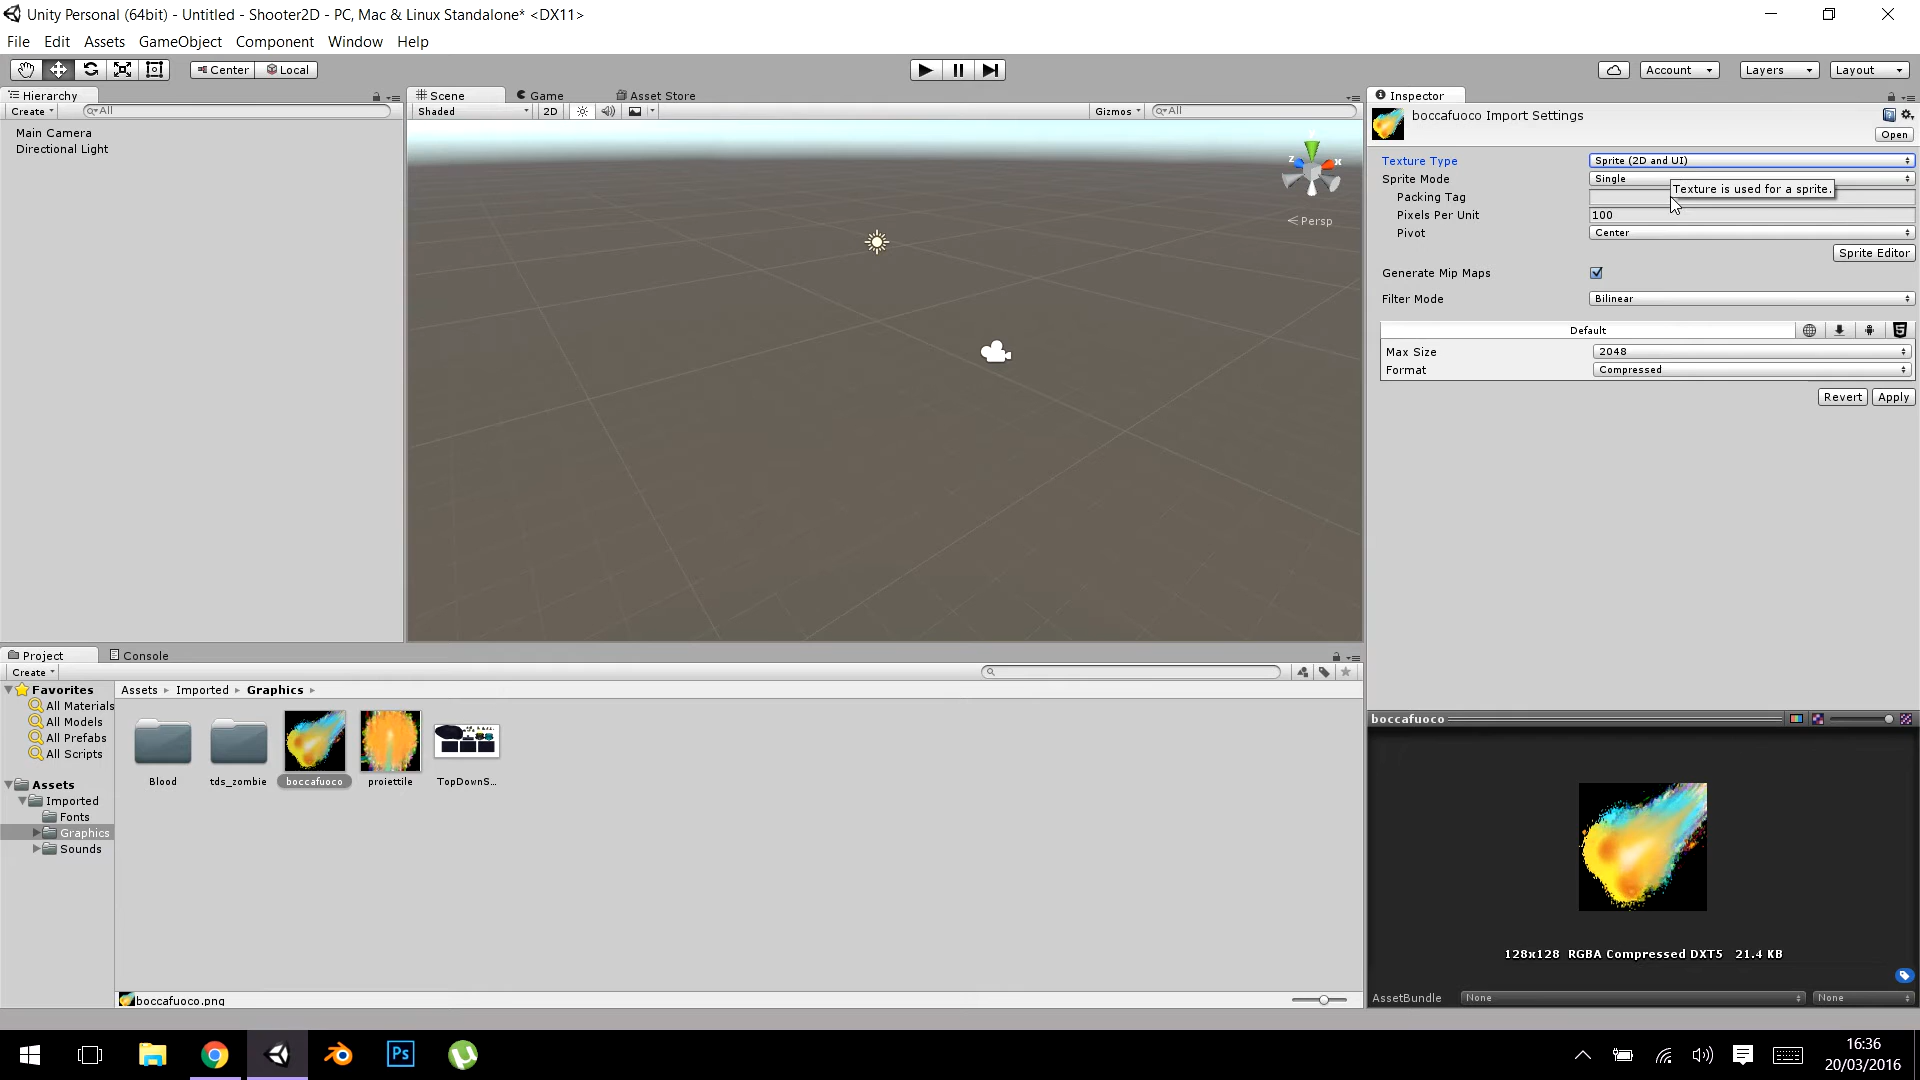 Unity Personal (64bit) - Untitled - Shooter2D - PC, Mac & Linux Standalone* <DX11>
File Edit Assets GameObject Component Window Help
Center Local
Account Layers Layout
Hierarchy
Create All
Main Camera
Directional Light
Scene Game Asset Store
Shaded 2D Gizmos All
y
z x
Persp
Inspector
boccafuoco Import Settings
Open
Texture Type Sprite (2D and UI)
Sprite Mode Single
Texture is used for a sprite.
Packing Tag
Pixels Per Unit 100
Pivot Center
Sprite Editor
Generate Mip Maps
Filter Mode Bilinear
Default
Max Size 2048
Format Compressed
Revert Apply
Project Console
Create
Favorites
All Materials
All Models
All Prefabs
All Scripts
Assets
Imported
Fonts
Graphics
Sounds
Assets Imported Graphics
Blood tds_zombie boccafuoco proiettile TopDownS...
boccafuoco.png
boccafuoco
128x128 RGBA Compressed DXT5 21.4 KB
AssetBundle None None
Ps
16:36
20/03/2016